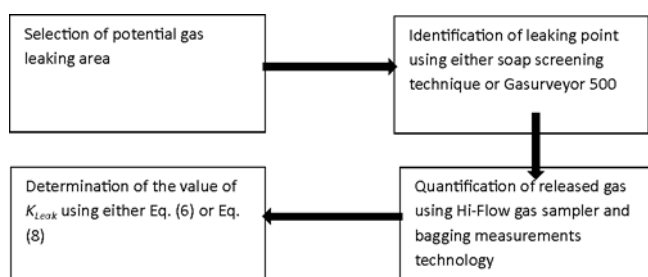 Selection of potential gas
leaking area
Identification of leaking point
using either soap screening
technique or Gasurveyor 500
Quantification of released gas
using Hi-Flow gas sampler and
bagging measurements
technology
Determination of the value of
K_Leak using either Eq. (6) or Eq.
(8)